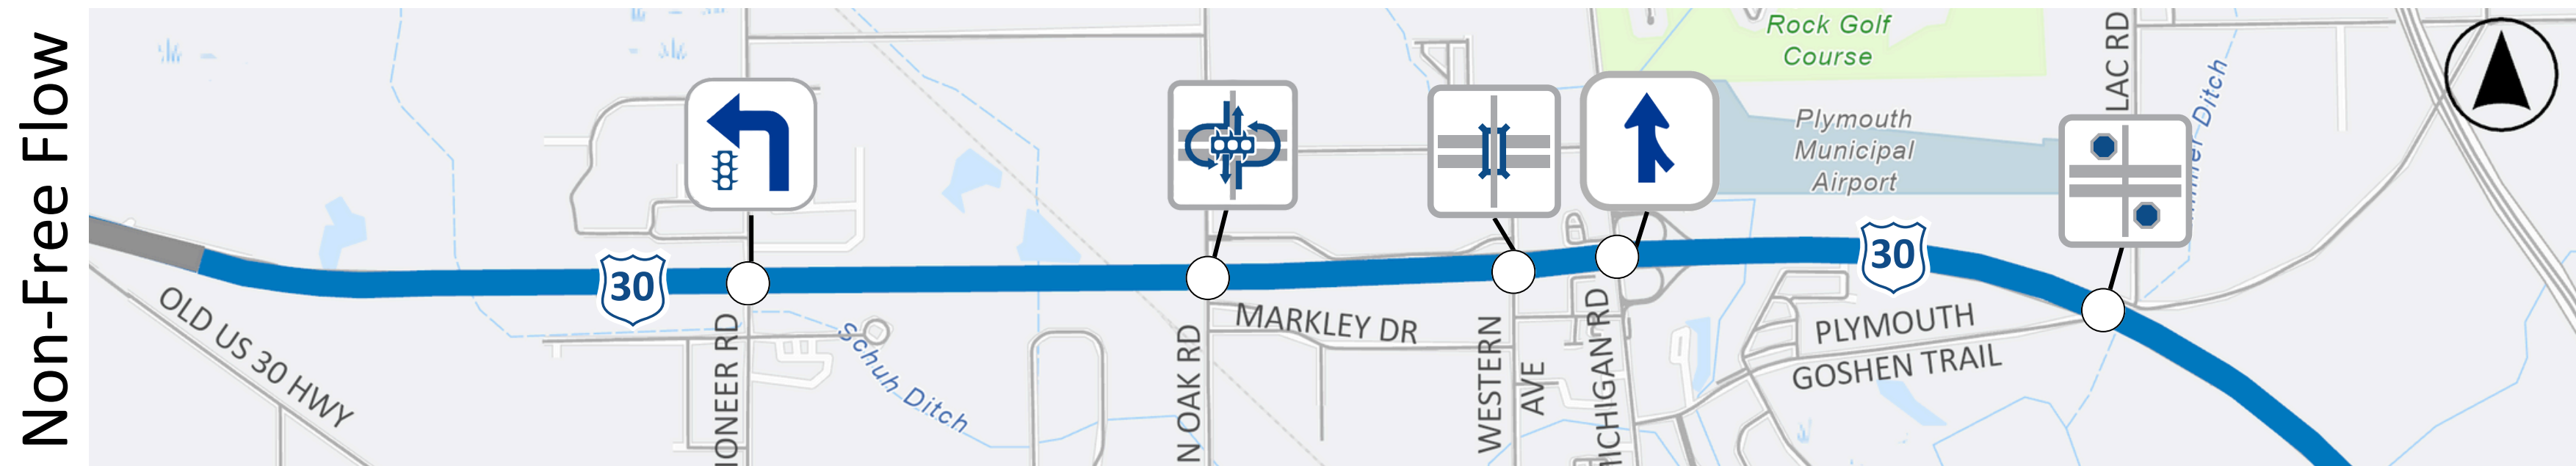 Non-Free Flow
Rock Golf
Course
LAC RD
Plymouth
Municipal
Airport
Ditch
30
30
OLD US 30 HWY
IONEER RD
Schuh Ditch
N OAK RD
MARKLEY DR
WESTERN
AVE
ICHIGAN RD
PLYMOUTH
GOSHEN TRAIL